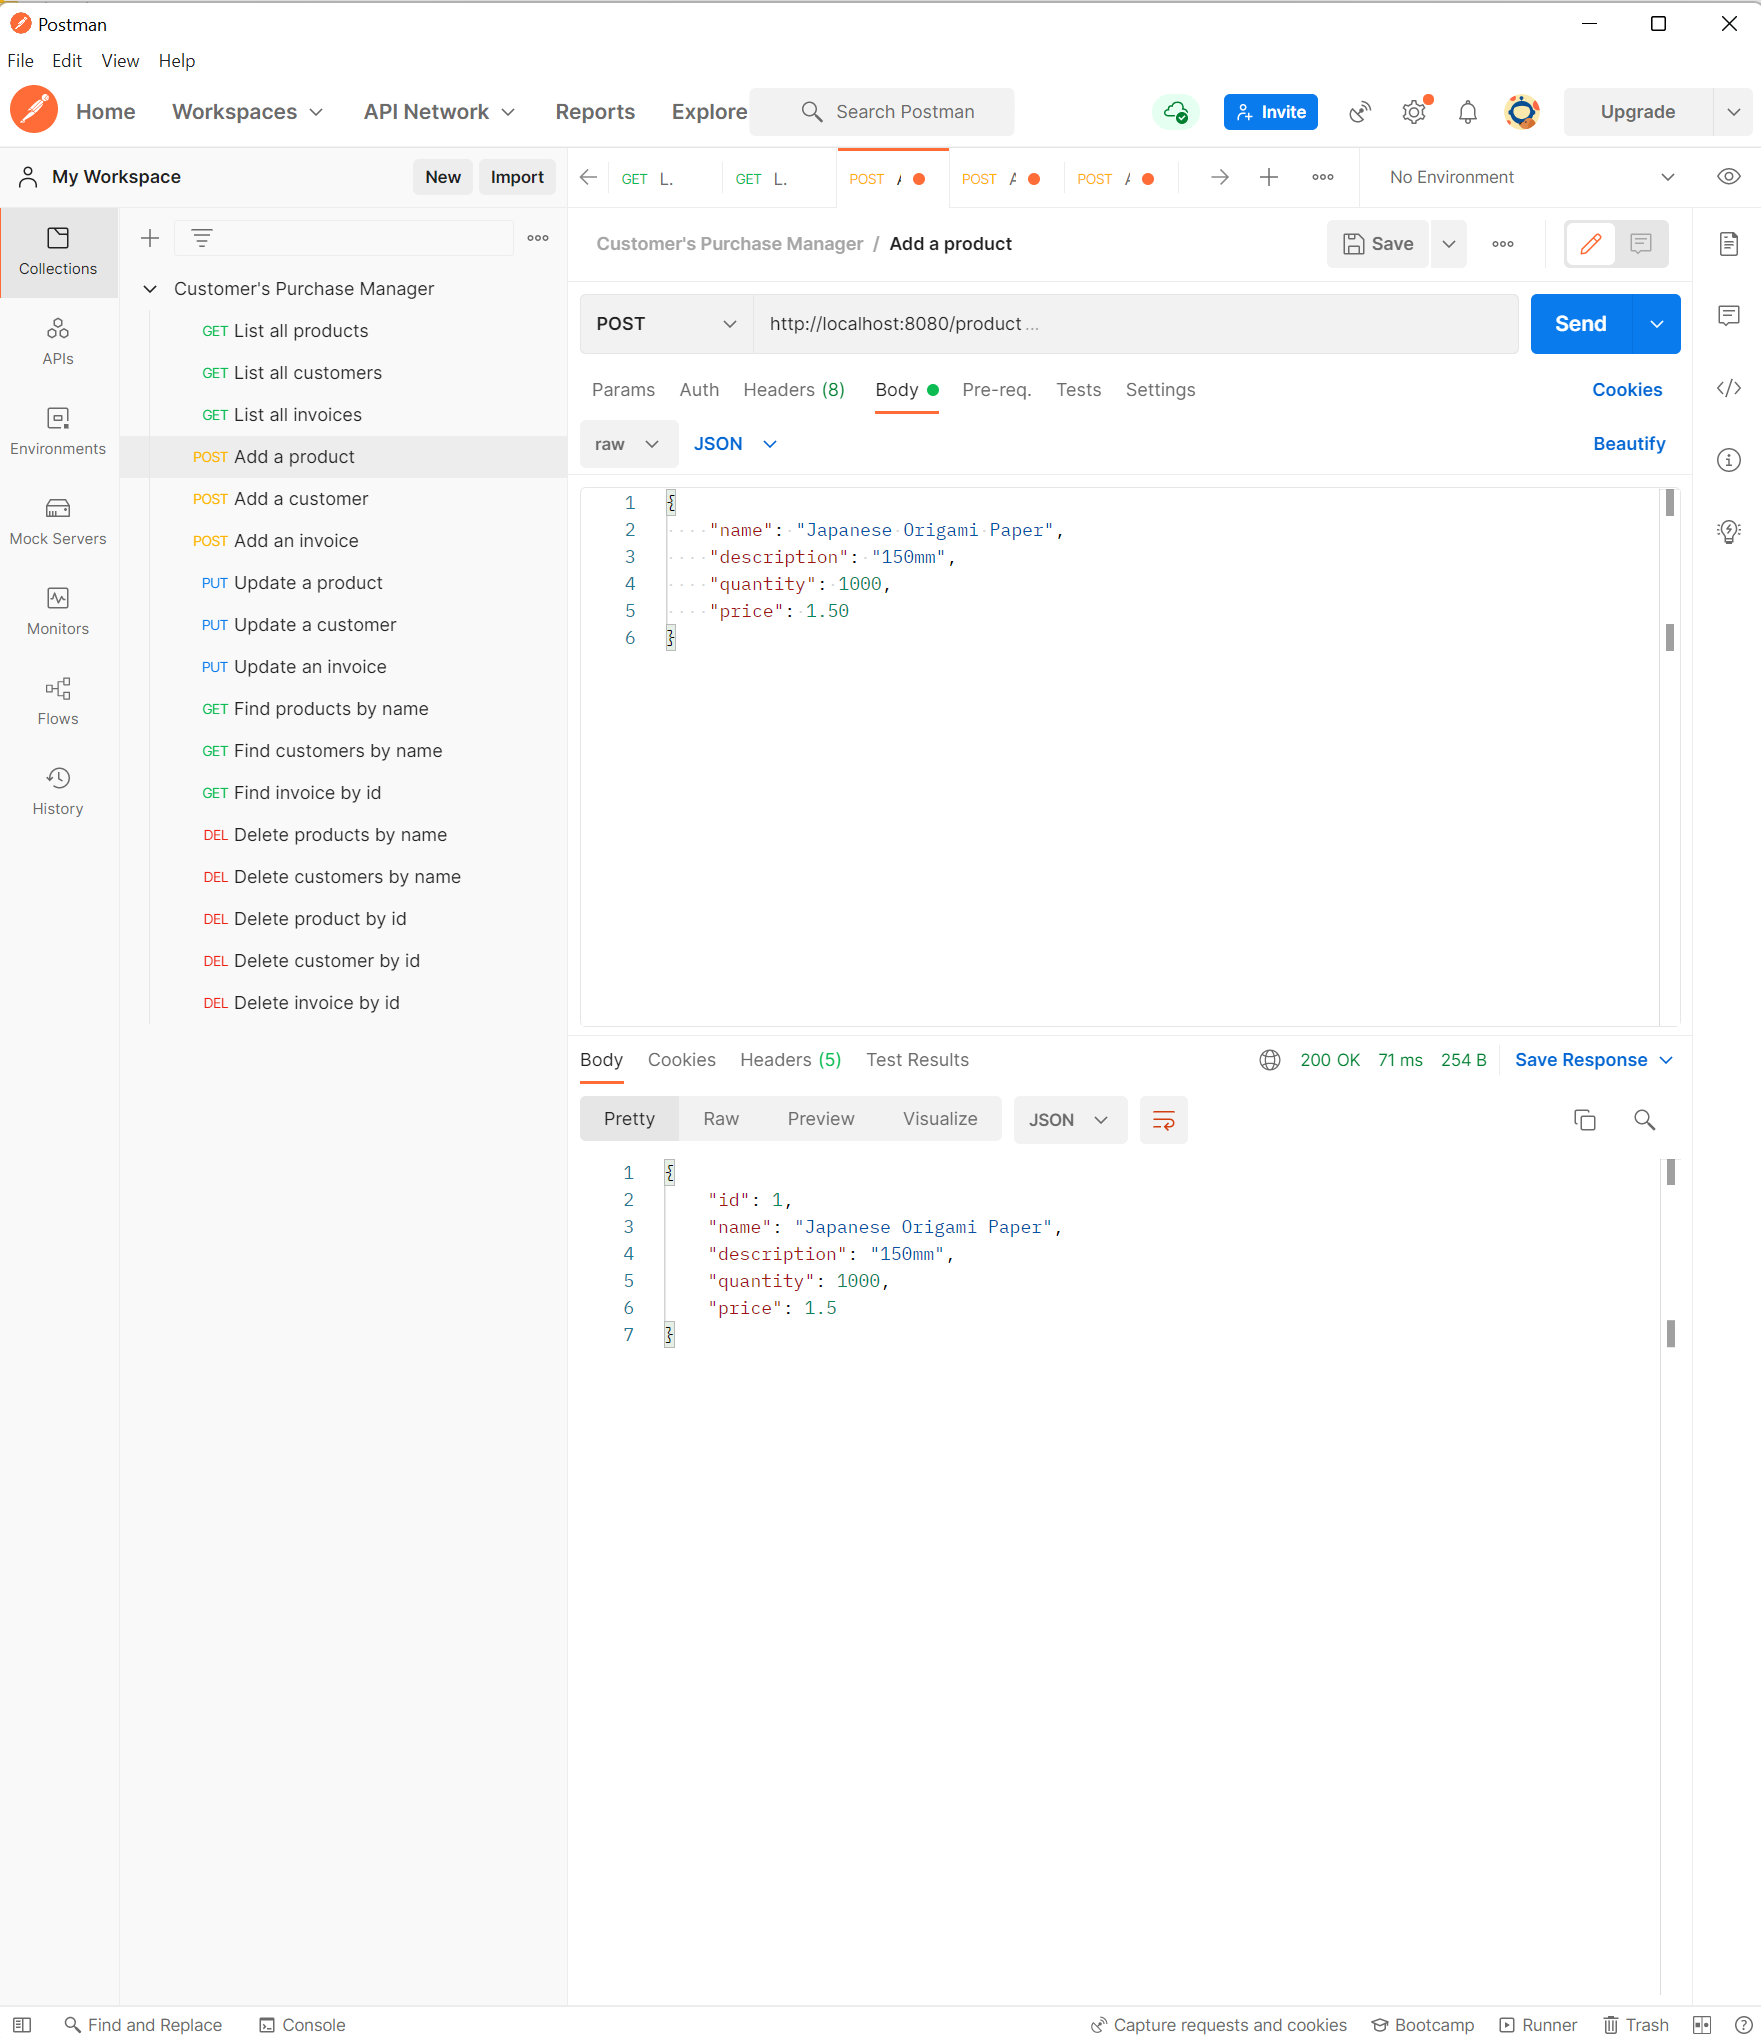 Postman
File Edit View Help
Home Workspaces API Network Reports Explore Search Postman Invite Upgrade
My Workspace New Import
GET L. GET L. POST POST POST No Environment
Collections
APIs
Environments
Mock Servers
Monitors
Flows
History
Customer's Purchase Manager
GET List all products
GET List all customers
GET List all invoices
POST Add a product
POST Add a customer
POST Add an invoice
PUT Update a product
PUT Update a customer
PUT Update an invoice
GET Find products by name
GET Find customers by name
GET Find invoice by id
DEL Delete products by name
DEL Delete customers by name
DEL Delete product by id
DEL Delete customer by id
DEL Delete invoice by id
Customer's Purchase Manager / Add a product Save
POST http://localhost:8080/product ... Send
Params Auth Headers (8) Body Pre-req. Tests Settings Cookies
raw JSON Beautify
1 {
2 "name": "Japanese Origami Paper",
3 "description": "150mm",
4 "quantity": 1000,
5 "price": 1.50
6 }
Body Cookies Headers (5) Test Results 200 OK 71 ms 254 B Save Response
Pretty Raw Preview Visualize JSON
1 {
2 "id": 1,
3 "name": "Japanese Origami Paper",
4 "description": "150mm",
5 "quantity": 1000,
6 "price": 1.5
7 }
Find and Replace Console Capture requests and cookies Bootcamp Runner Trash